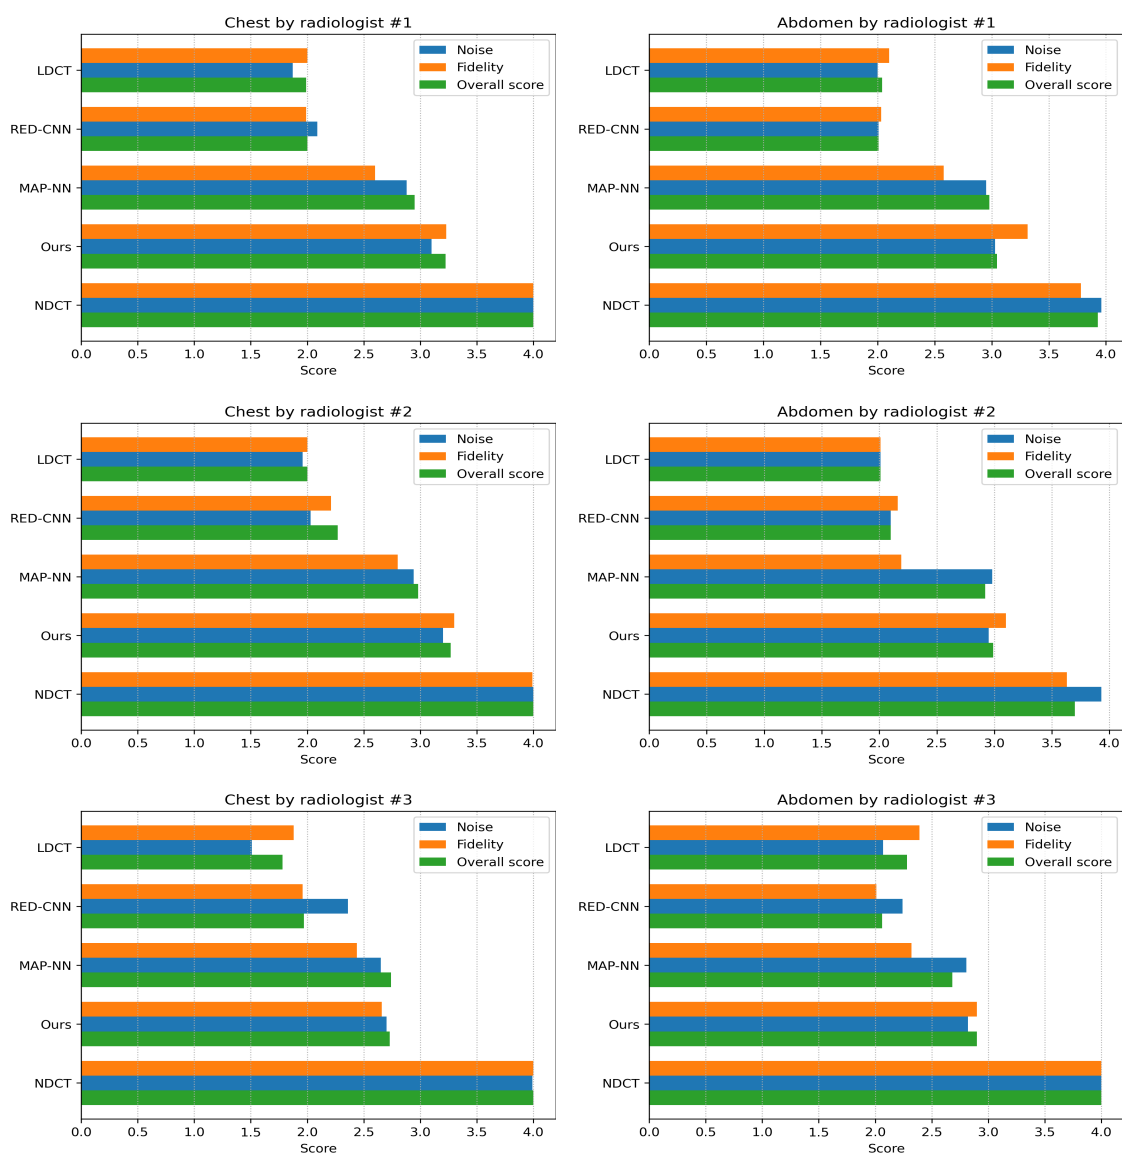 Chest by radiologist #1
Noise
Fidelity
Overall score
LDCT
RED-CNN
MAP-NN
Ours
NDCT
0.0 0.5 1.0 1.5 2.0 2.5 3.0 3.5 4.0
Score
Abdomen by radiologist #1
Noise
Fidelity
Overall score
LDCT
RED-CNN
MAP-NN
Ours
NDCT
0.0 0.5 1.0 1.5 2.0 2.5 3.0 3.5 4.0
Score
Chest by radiologist #2
Noise
Fidelity
Overall score
LDCT
RED-CNN
MAP-NN
Ours
NDCT
0.0 0.5 1.0 1.5 2.0 2.5 3.0 3.5 4.0
Score
Abdomen by radiologist #2
Noise
Fidelity
Overall score
LDCT
RED-CNN
MAP-NN
Ours
NDCT
0.0 0.5 1.0 1.5 2.0 2.5 3.0 3.5 4.0
Score
Chest by radiologist #3
Noise
Fidelity
Overall score
LDCT
RED-CNN
MAP-NN
Ours
NDCT
0.0 0.5 1.0 1.5 2.0 2.5 3.0 3.5 4.0
Score
Abdomen by radiologist #3
Noise
Fidelity
Overall score
LDCT
RED-CNN
MAP-NN
Ours
NDCT
0.0 0.5 1.0 1.5 2.0 2.5 3.0 3.5 4.0
Score